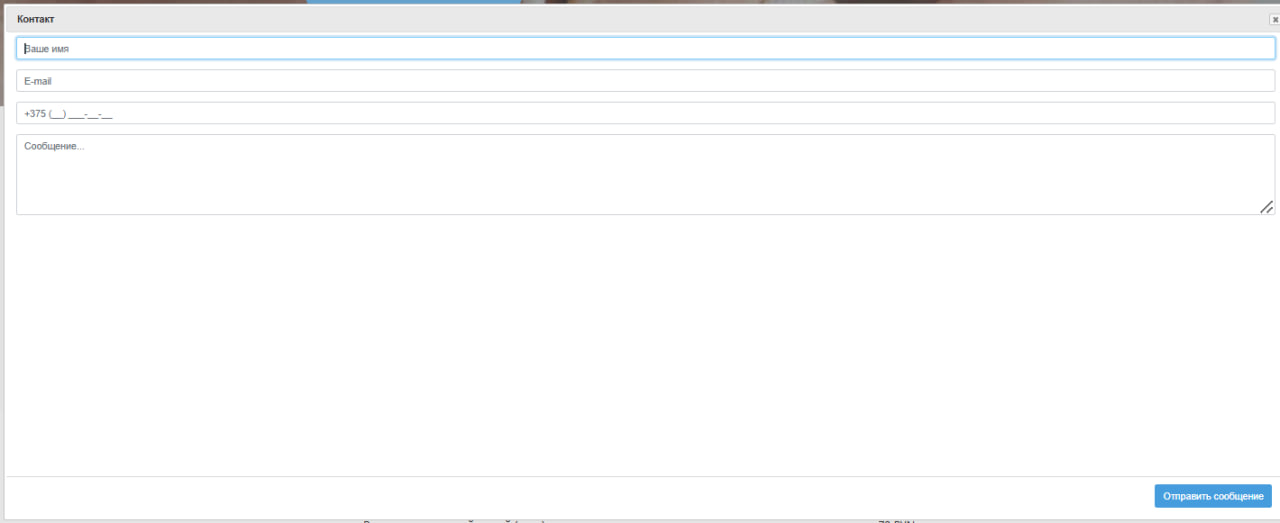 Контакт
Ваше имя
E-mail
+375 (__) ___-__-__
Сообщение...
Отправить сообщение